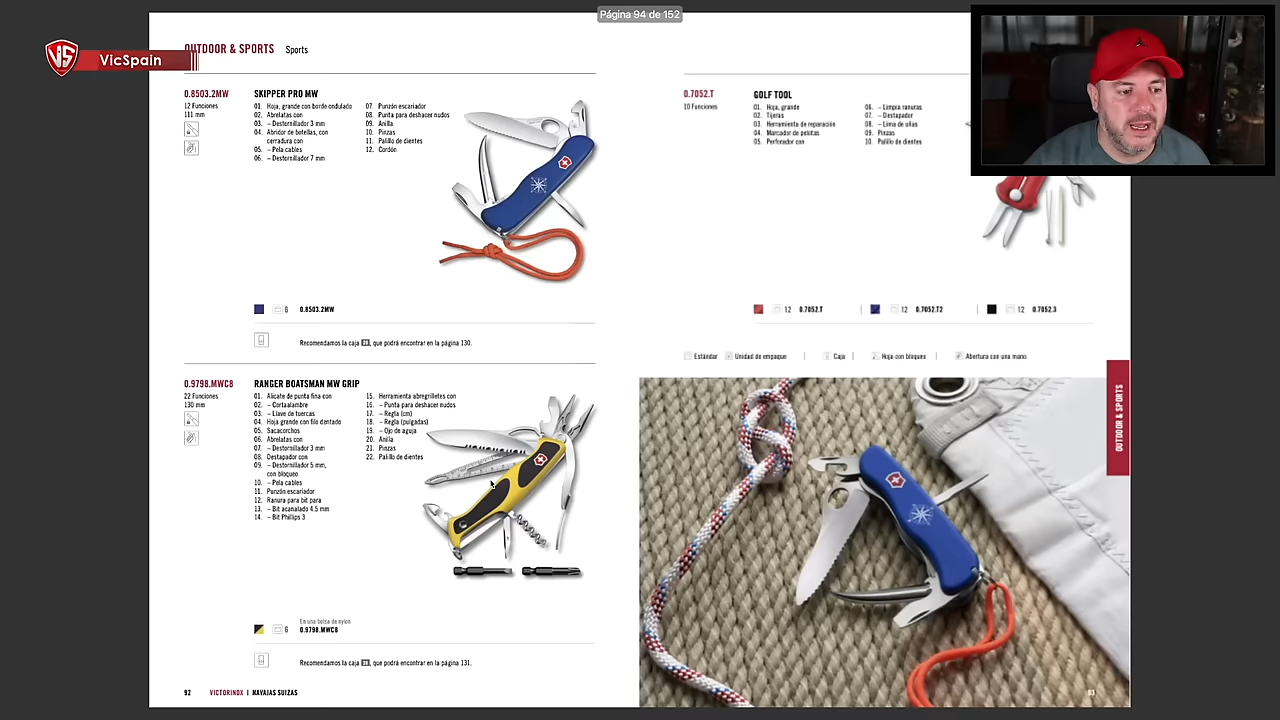 Página 94 de 152
VS
VicSpain
OUTDOOR & SPORTS Sports
0.8503.2MW
12 Funciones
111 mm
SKIPPER PRO MW
01. Hoja, grande con borde ondulado
02. Abrelatas con
03. – Destornillador 3 mm
04. Abridor de botellas, con
cerradura con
05. – Pela cables
06. – Destornillador 7 mm
07. Punzón escariador
08. Punta para deshacer nudos
09. Anilla
10. Pinzas
11. Palillo de dientes
12. Cordón
6 0.8503.2MW
Recomendamos la caja, que podrá encontrar en la página 130.
0.9798.MWC8
22 Funciones
130 mm
RANGER BOATSMAN MW GRIP
01. Alicate de punta fina con
02. – Cortaalambre
03. – Llave de tuercas
04. Hoja grande con filo dentado
05. Sacacorchos
06. Abrelatas con
07. – Destornillador 3 mm
08. Destapador con
09. – Destornillador 5 mm,
con bloqueo
10. – Pela cables
11. Punzón escariador
12. Ranura para bit para
13. – Bit acanalado 4.5 mm
14. – Bit Phillips 3
15. Herramienta abregrilletes con
16. – Punta para deshacer nudos
17. – Regla (cm)
18. – Regla (pulgadas)
19. – Ojo de aguja
20. Anilla
21. Pinzas
22. Palillo de dientes
En una bolsa de nylon
6 0.9798.MWC8
Recomendamos la caja, que podrá encontrar en la página 131.
92 VICTORINOX | NAVAJAS SUIZAS
0.7052.T
10 Funciones
GOLF TOOL
01. Hoja, grande
02. Tijeras
03. Herramienta de reparación
04. Marcador de pelotas
05. Perforador con
06. – Limpia ranuras
07. – Destapador
08. – Lima de uñas
09. Pinzas
10. Palillo de dientes
12 0.7052.T | 12 0.7052.T2 | 12 0.7052.3
Estándar Unidad de empaque | Caja | Hoja con bloqueo | Abertura con una mano
OUTDOOR & SPORTS
93